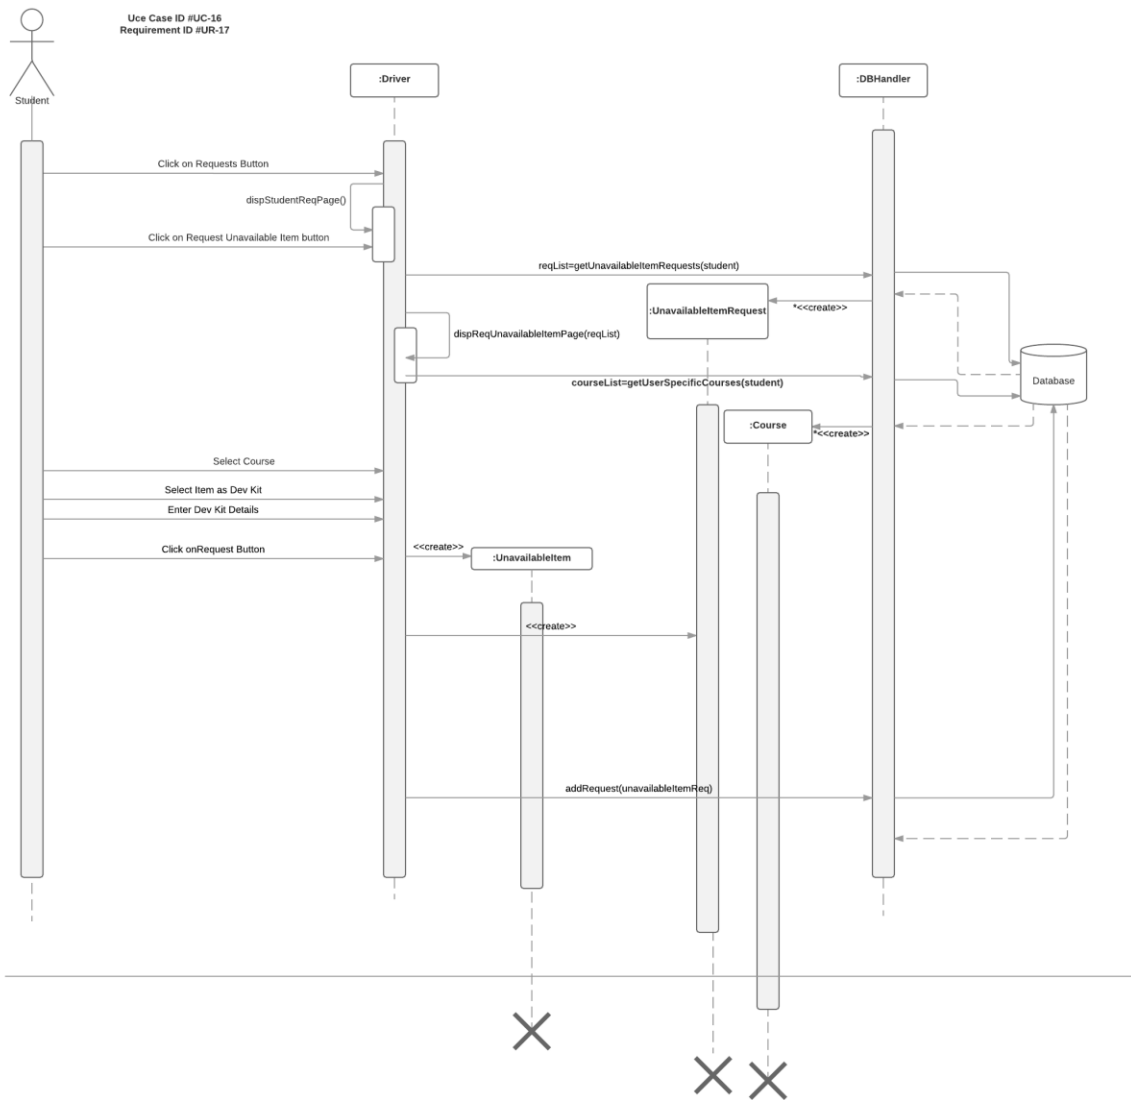 Uce Case ID #UC-16
Requirement ID #UR-17
Student
:Driver
:DBHandler
Click on Requests Button
dispStudentReqPage()
Click on Request Unavailable Item button
reqList=getUnavailableItemRequests(student)
:UnavailableItemRequest
*<<create>>
dispReqUnavailableItemPage(reqList)
Database
courseList=getUserSpecificCourses(student)
:Course
*<<create>>
Select Course
Select Item as Dev Kit
Enter Dev Kit Details
Click onRequest Button
<<create>>
:UnavailableItem
<<create>>
addRequest(unavailableItemReq)